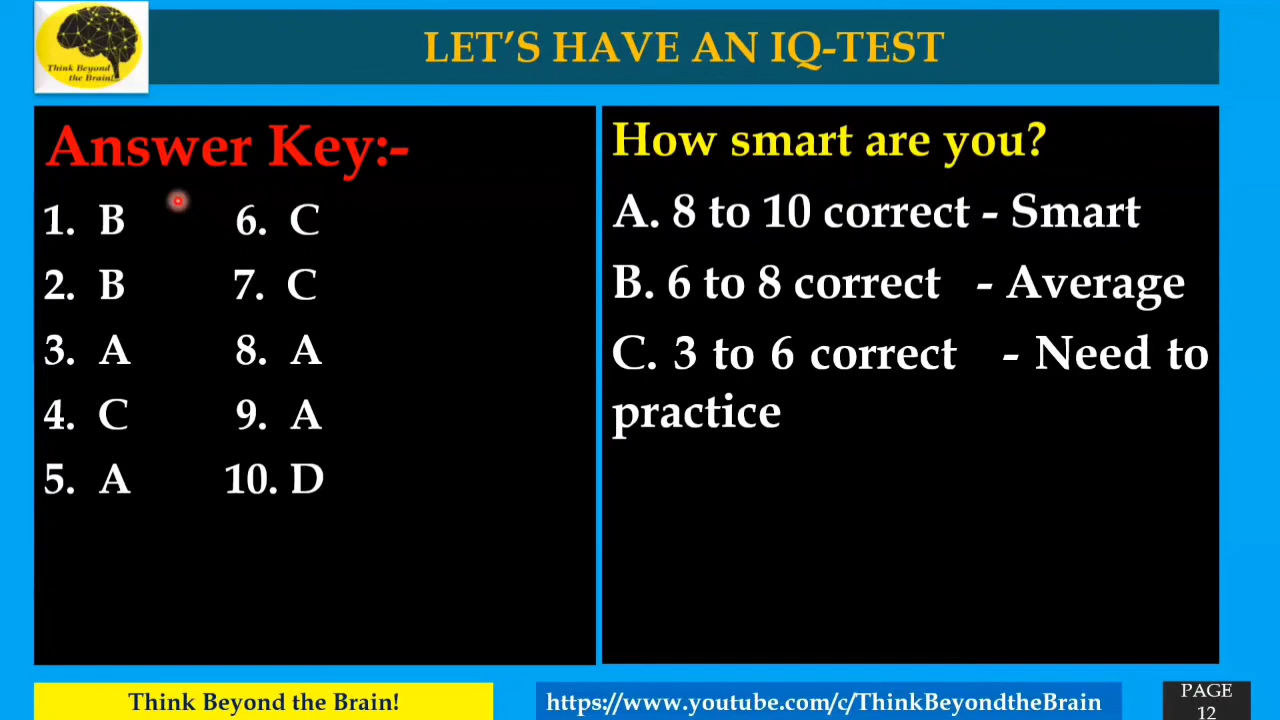 Think Beyond
the Brain!
LET'S HAVE AN IQ-TEST
Answer Key:-
1. B 6. C
2. B 7. C
3. A 8. A
4. C 9. A
5. A 10. D
How smart are you?
A. 8 to 10 correct - Smart
B. 6 to 8 correct - Average
C. 3 to 6 correct - Need to
practice
Think Beyond the Brain!
https://www.youtube.com/c/ThinkBeyondtheBrain
PAGE
12